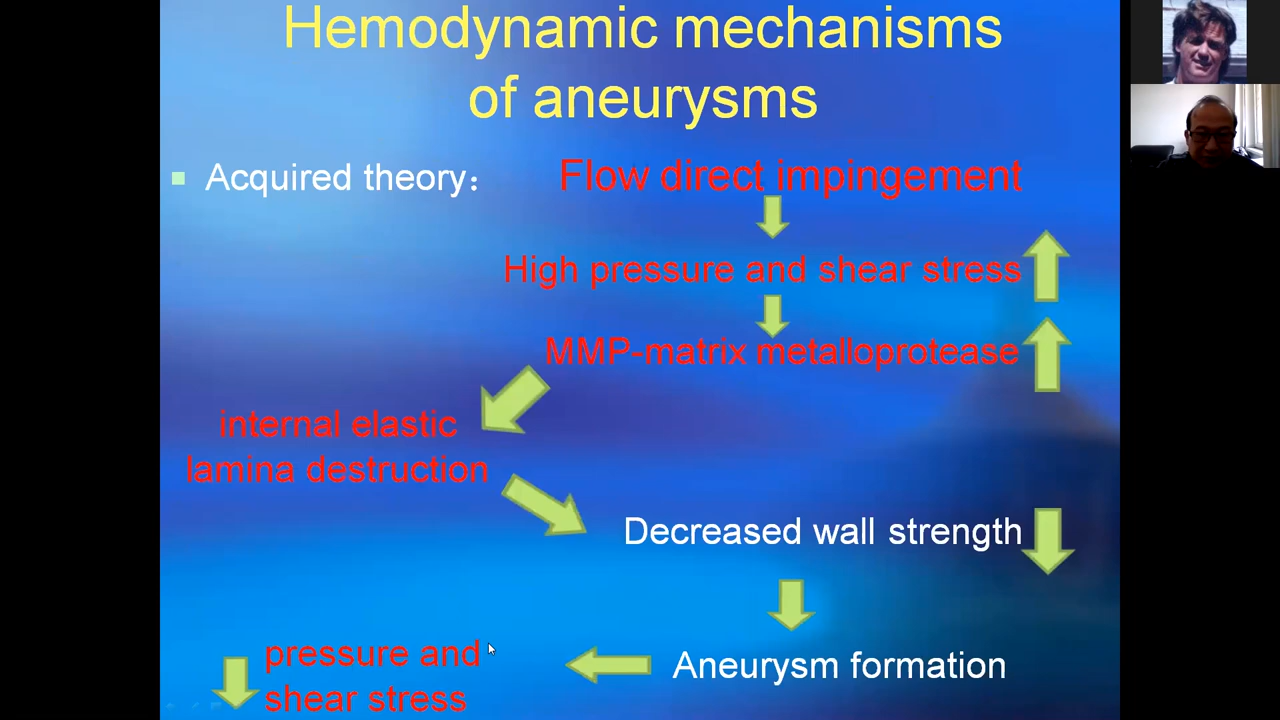 Hemodynamic mechanisms
of aneurysms
Acquired theory：
Flow direct impingement
High pressure and shear stress
MMP-matrix metalloprotease
internal elastic
lamina destruction
Decreased wall strength
Aneurysm formation
pressure and
shear stress